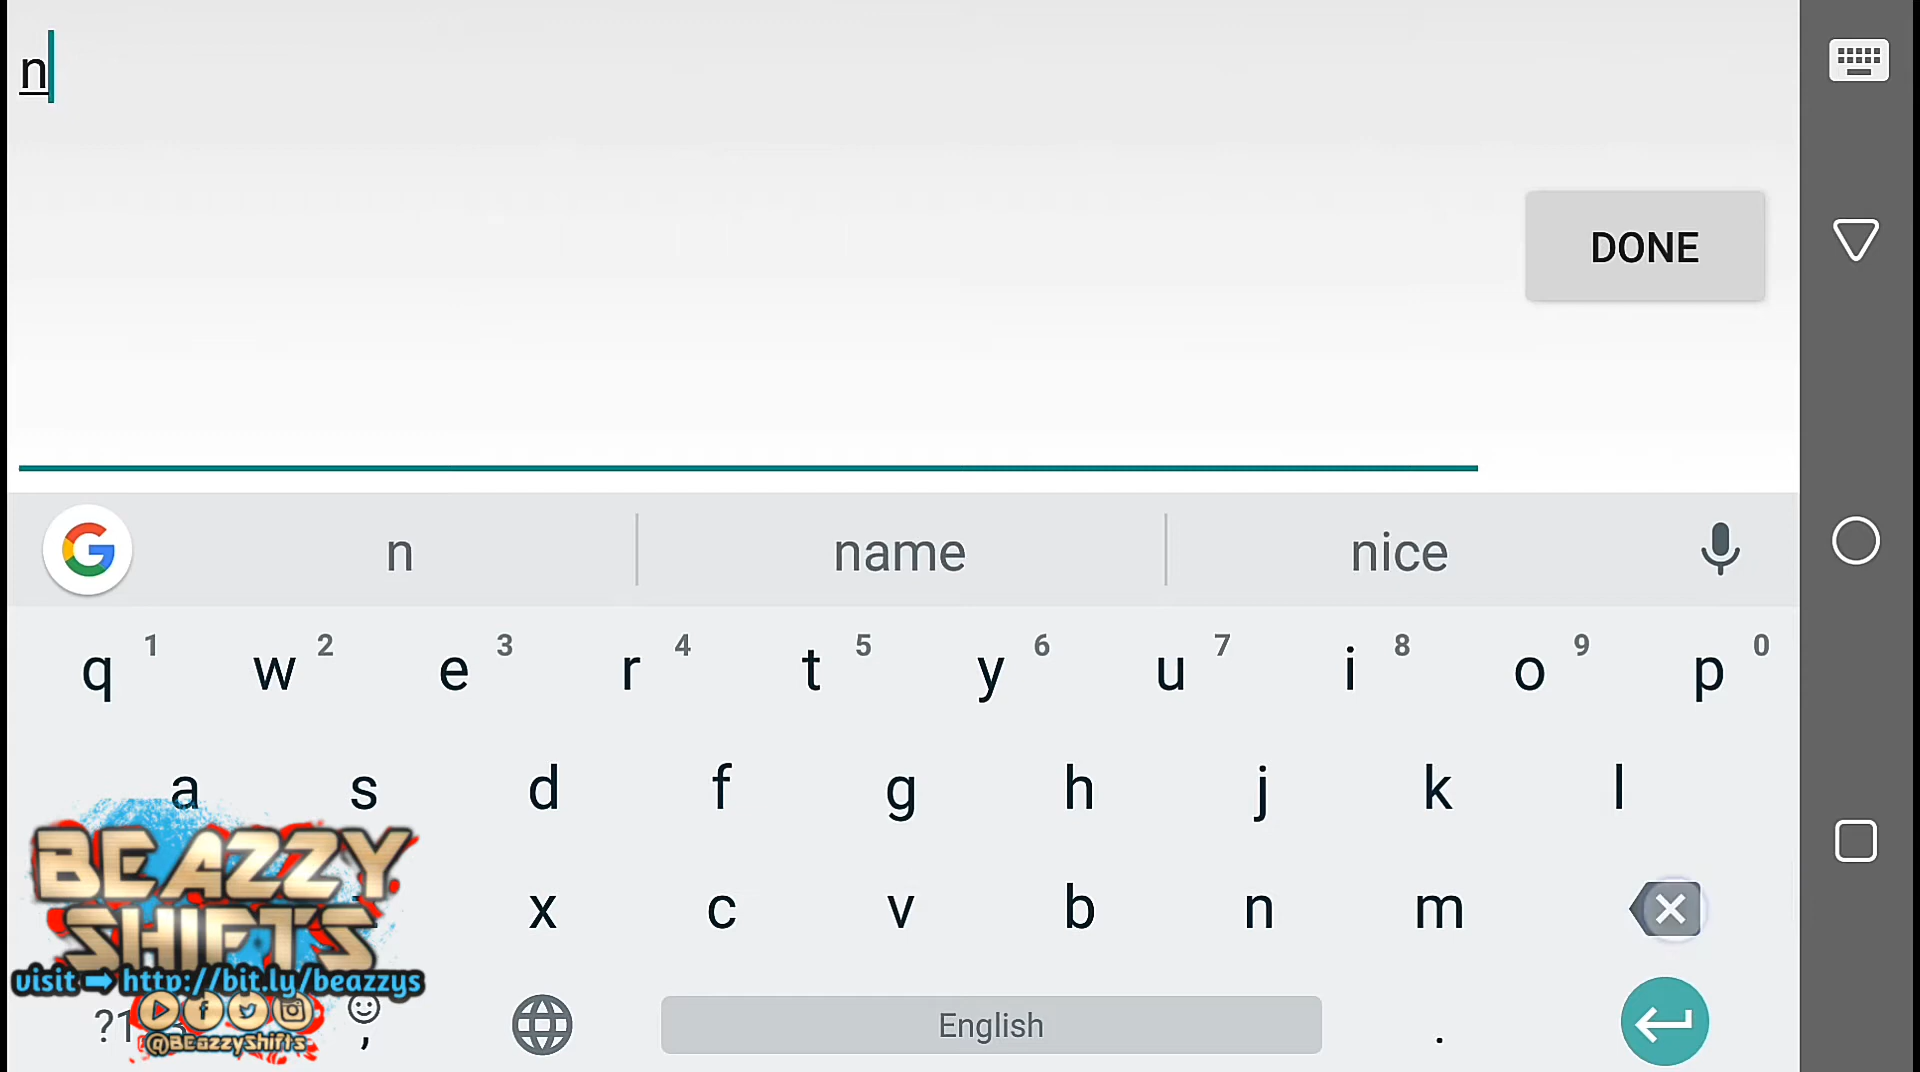 n
DONE
n name nice
q 1 w 2 e 3 r 4 t 5 y 6 u 7 i 8 o 9 p 0
a s d f g h j k l
x c v b n m
?1 , English .
BEAZZY
SHIFTS
visit ➡ http://bit.ly/beazzys
@BEazzyShifts